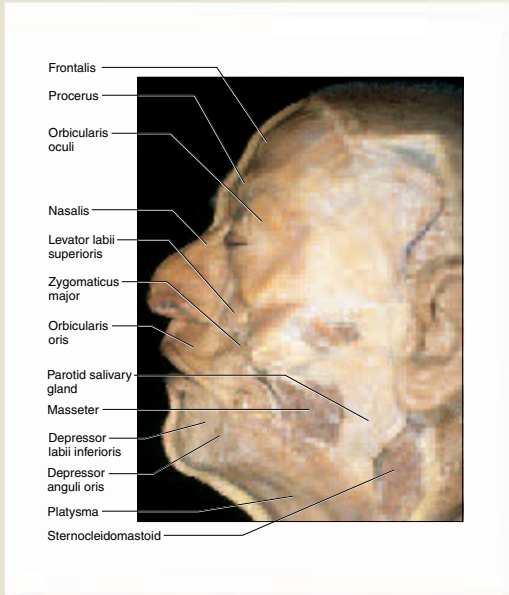 Frontalis
Procerus
Orbicularis
oculi
Nasalis
Levator labii
superioris
Zygomaticus
major
Orbicularis
oris
Parotid salivary
gland
Masseter
Depressor
labii inferioris
Depressor
anguli oris
Platysma
Sternocleidomastoid